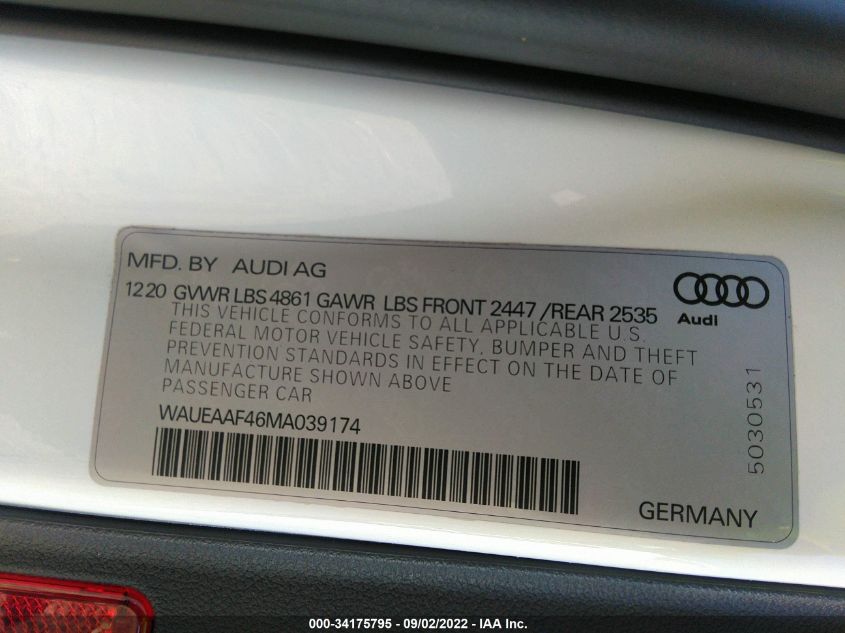 MFD. BY AUDI AG
1220 GVWR LBS 4861 GAWR LBS FRONT 2447 /REAR 2535
THIS VEHICLE CONFORMS TO ALL APPLICABLE U.S.
FEDERAL MOTOR VEHICLE SAFETY, BUMPER AND THEFT
PREVENTION STANDARDS IN EFFECT ON THE DATE OF
MANUFACTURE SHOWN ABOVE
PASSENGER CAR
WAUEAAF46MA039174
Audi
5030531
GERMANY
000-34175795 - 09/02/2022 - IAA Inc.